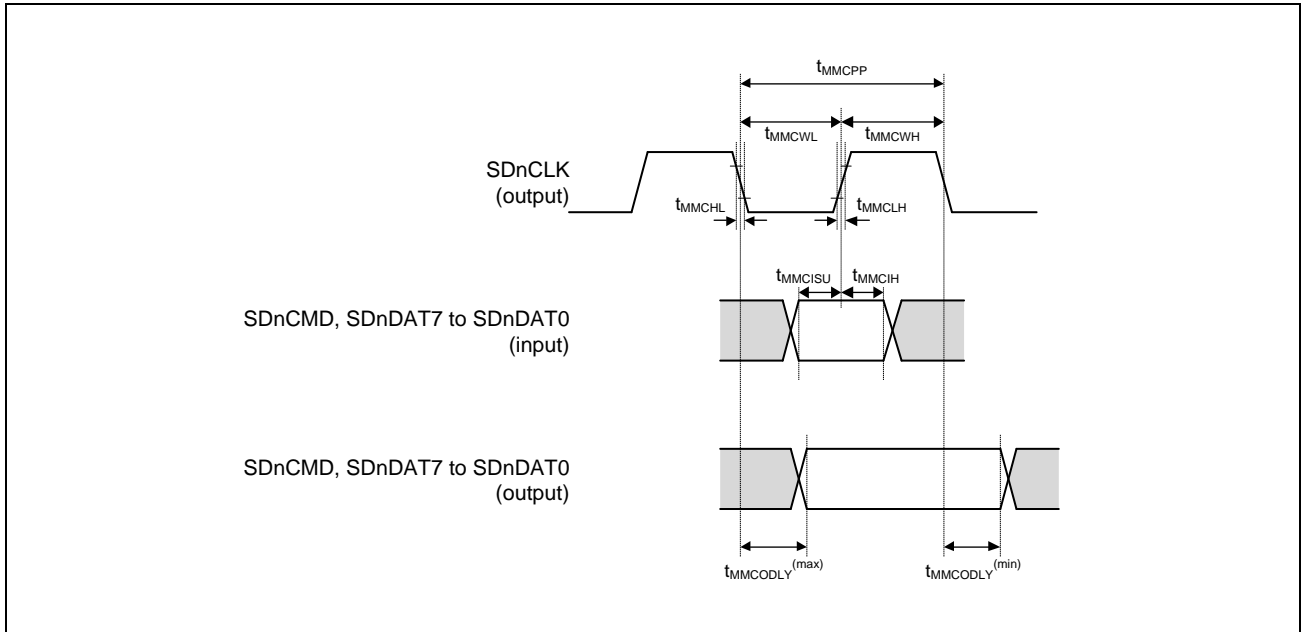 tMMCPP
tMMCWL tMMCWH
SDnCLK
(output)
tMMCHL tMMCLH
tMMCISU tMMCIH
SDnCMD, SDnDAT7 to SDnDAT0
(input)
SDnCMD, SDnDAT7 to SDnDAT0
(output)
tMMCODLY(max) tMMCODLY(min)